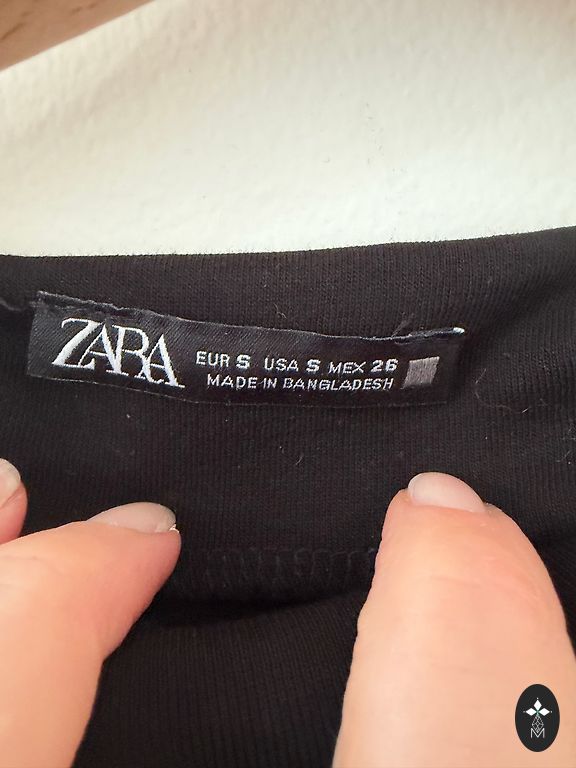 ZARA
EUR S USA S MEX 26
MADE IN BANGLADESH
M